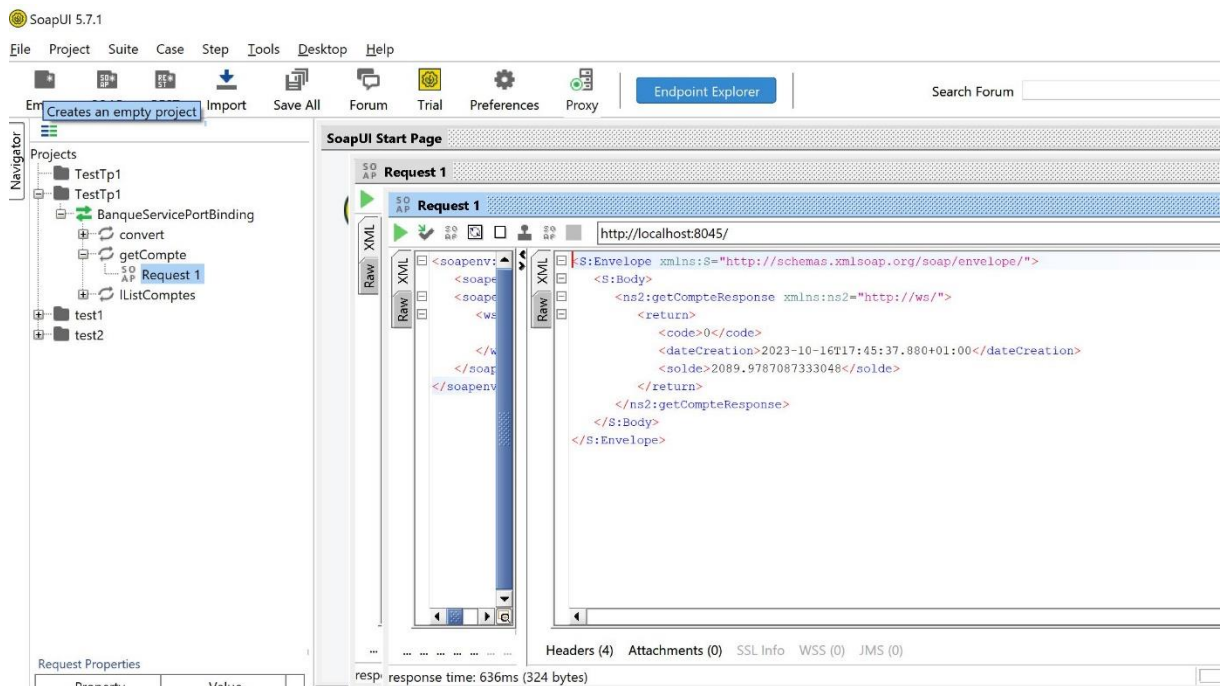 SoapUI 5.7.1
File Project Suite Case Step Tools Desktop Help
Import Save All Forum Trial Preferences Proxy Endpoint Explorer Search Forum
Creates an empty project
Navigator
SoapUI Start Page
Projects
TestTp1
Request 1
TestTp1
Request 1
BanqueServicePortBinding
convert
http://localhost:8045/
getCompte
Request 1
lListComptes
test1
test2
XML
Raw
XML
Raw
<soapenv:
<soape
<soape
<ws
</w
</soap
</soapenv
XML
Raw
<S:Envelope xmlns:S="http://schemas.xmlsoap.org/soap/envelope/">
<S:Body>
<ns2:getCompteResponse xmlns:ns2="http://ws/">
<return>
<code>0</code>
<dateCreation>2023-10-16T17:45:37.880+01:00</dateCreation>
<solde>2089.9787087333048</solde>
</return>
</ns2:getCompteResponse>
</S:Body>
</S:Envelope>
Headers (4) Attachments (0) SSL Info WSS (0) JMS (0)
Request Properties
resp
response time: 636ms (324 bytes)
Property Value